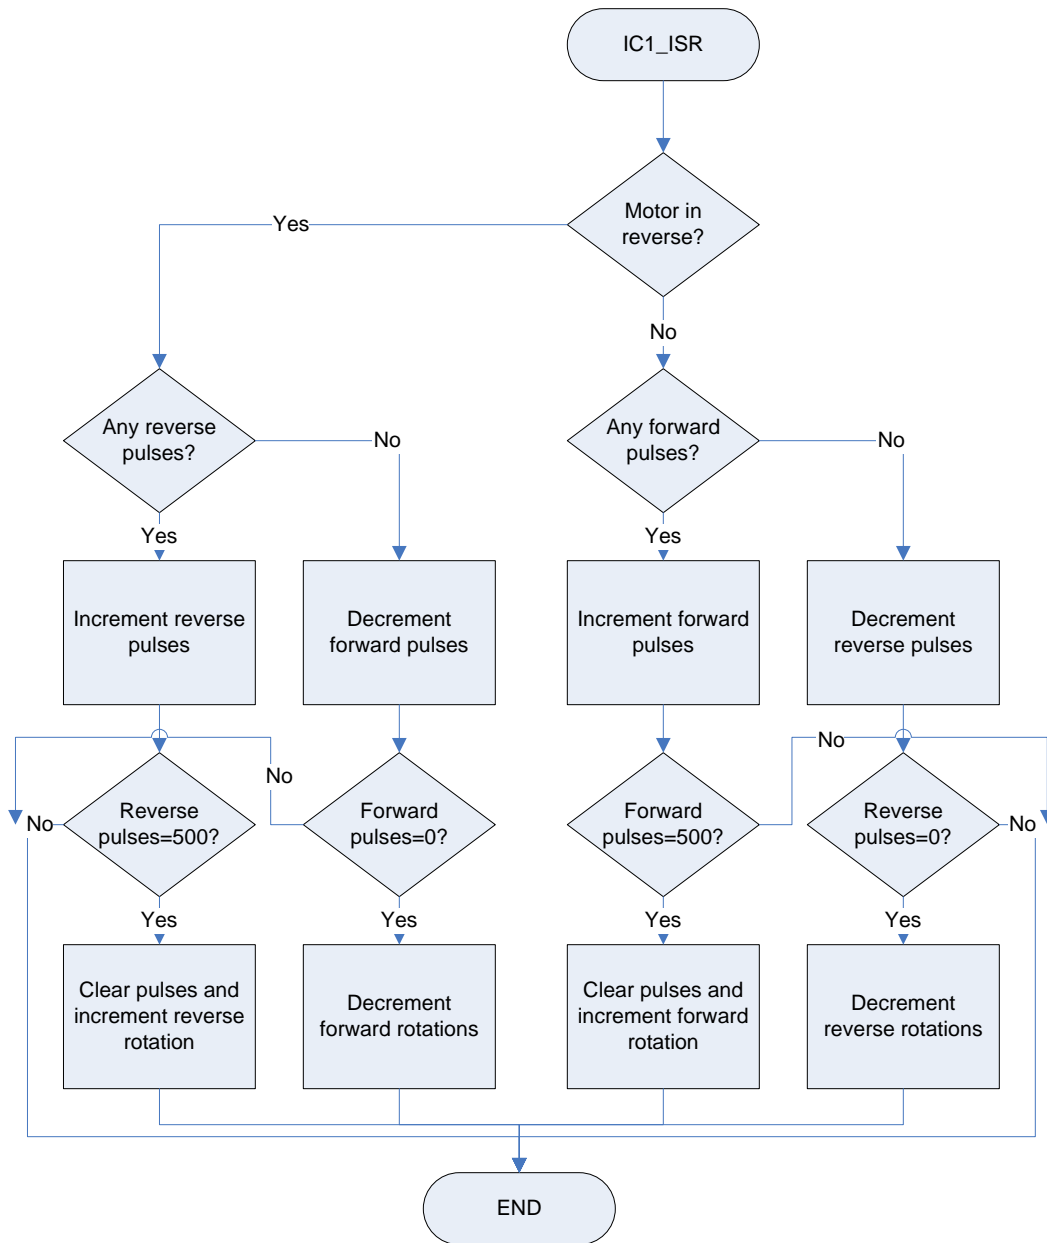 IC1_ISR
Motor in
reverse?
Yes
No
Any reverse
pulses?
No
Any forward
pulses?
No
Yes
Yes
Increment reverse
pulses
Decrement
forward pulses
Increment forward
pulses
Decrement
reverse pulses
No
No
Reverse
pulses=500?
No
Forward
pulses=0?
Forward
pulses=500?
Reverse
pulses=0?
No
Yes
Yes
Yes
Yes
Clear pulses and
increment reverse
rotation
Decrement
forward rotations
Clear pulses and
increment forward
rotation
Decrement
reverse rotations
END